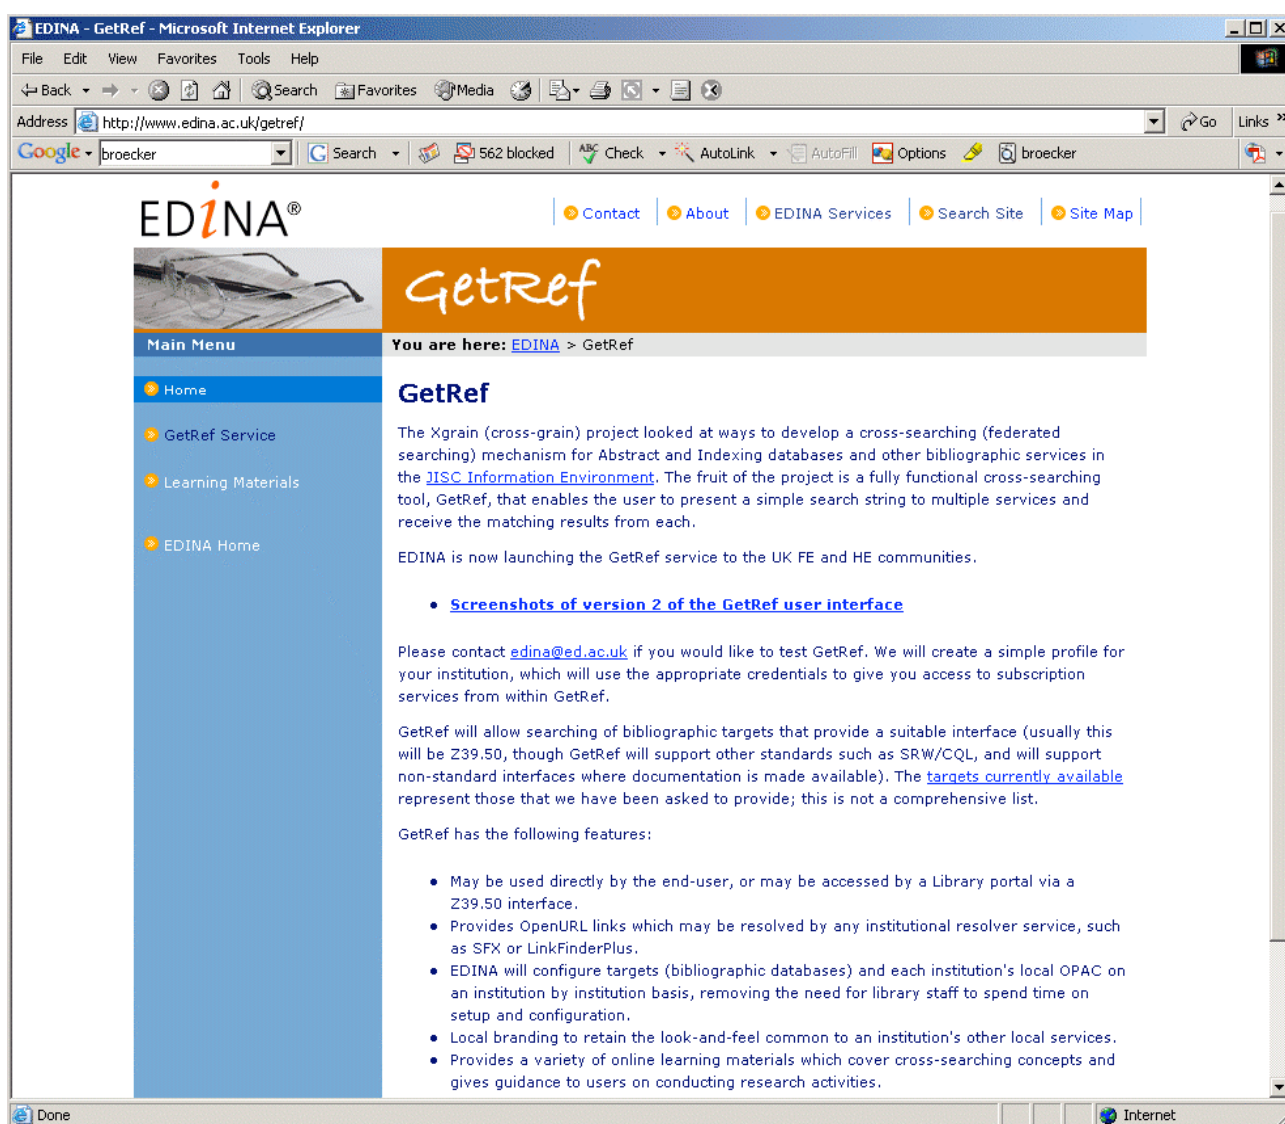 EDINA - GetRef - Microsoft Internet Explorer
File Edit View Favorites Tools Help
Back Search Favorites Media
Address http://www.edina.ac.uk/getref/ Go Links »
Google broecker G Search 562 blocked ABC Check AutoLink AutoFill Options broecker
EDiNA®
Contact About EDINA Services Search Site Site Map
GetRef
Main Menu
You are here: EDINA > GetRef
Home
GetRef Service
Learning Materials
EDINA Home
GetRef
The Xgrain (cross-grain) project looked at ways to develop a cross-searching (federated
searching) mechanism for Abstract and Indexing databases and other bibliographic services in
the JISC Information Environment. The fruit of the project is a fully functional cross-searching
tool, GetRef, that enables the user to present a simple search string to multiple services and
receive the matching results from each.
EDINA is now launching the GetRef service to the UK FE and HE communities.
• Screenshots of version 2 of the GetRef user interface
Please contact edina@ed.ac.uk if you would like to test GetRef. We will create a simple profile for
your institution, which will use the appropriate credentials to give you access to subscription
services from within GetRef.
GetRef will allow searching of bibliographic targets that provide a suitable interface (usually this
will be Z39.50, though GetRef will support other standards such as SRW/CQL, and will support
non-standard interfaces where documentation is made available). The targets currently available
represent those that we have been asked to provide; this is not a comprehensive list.
GetRef has the following features:
• May be used directly by the end-user, or may be accessed by a Library portal via a
Z39.50 interface.
• Provides OpenURL links which may be resolved by any institutional resolver service, such
as SFX or LinkFinderPlus.
• EDINA will configure targets (bibliographic databases) and each institution's local OPAC on
an institution by institution basis, removing the need for library staff to spend time on
setup and configuration.
• Local branding to retain the look-and-feel common to an institution's other local services.
• Provides a variety of online learning materials which cover cross-searching concepts and
gives guidance to users on conducting research activities.
Done Internet